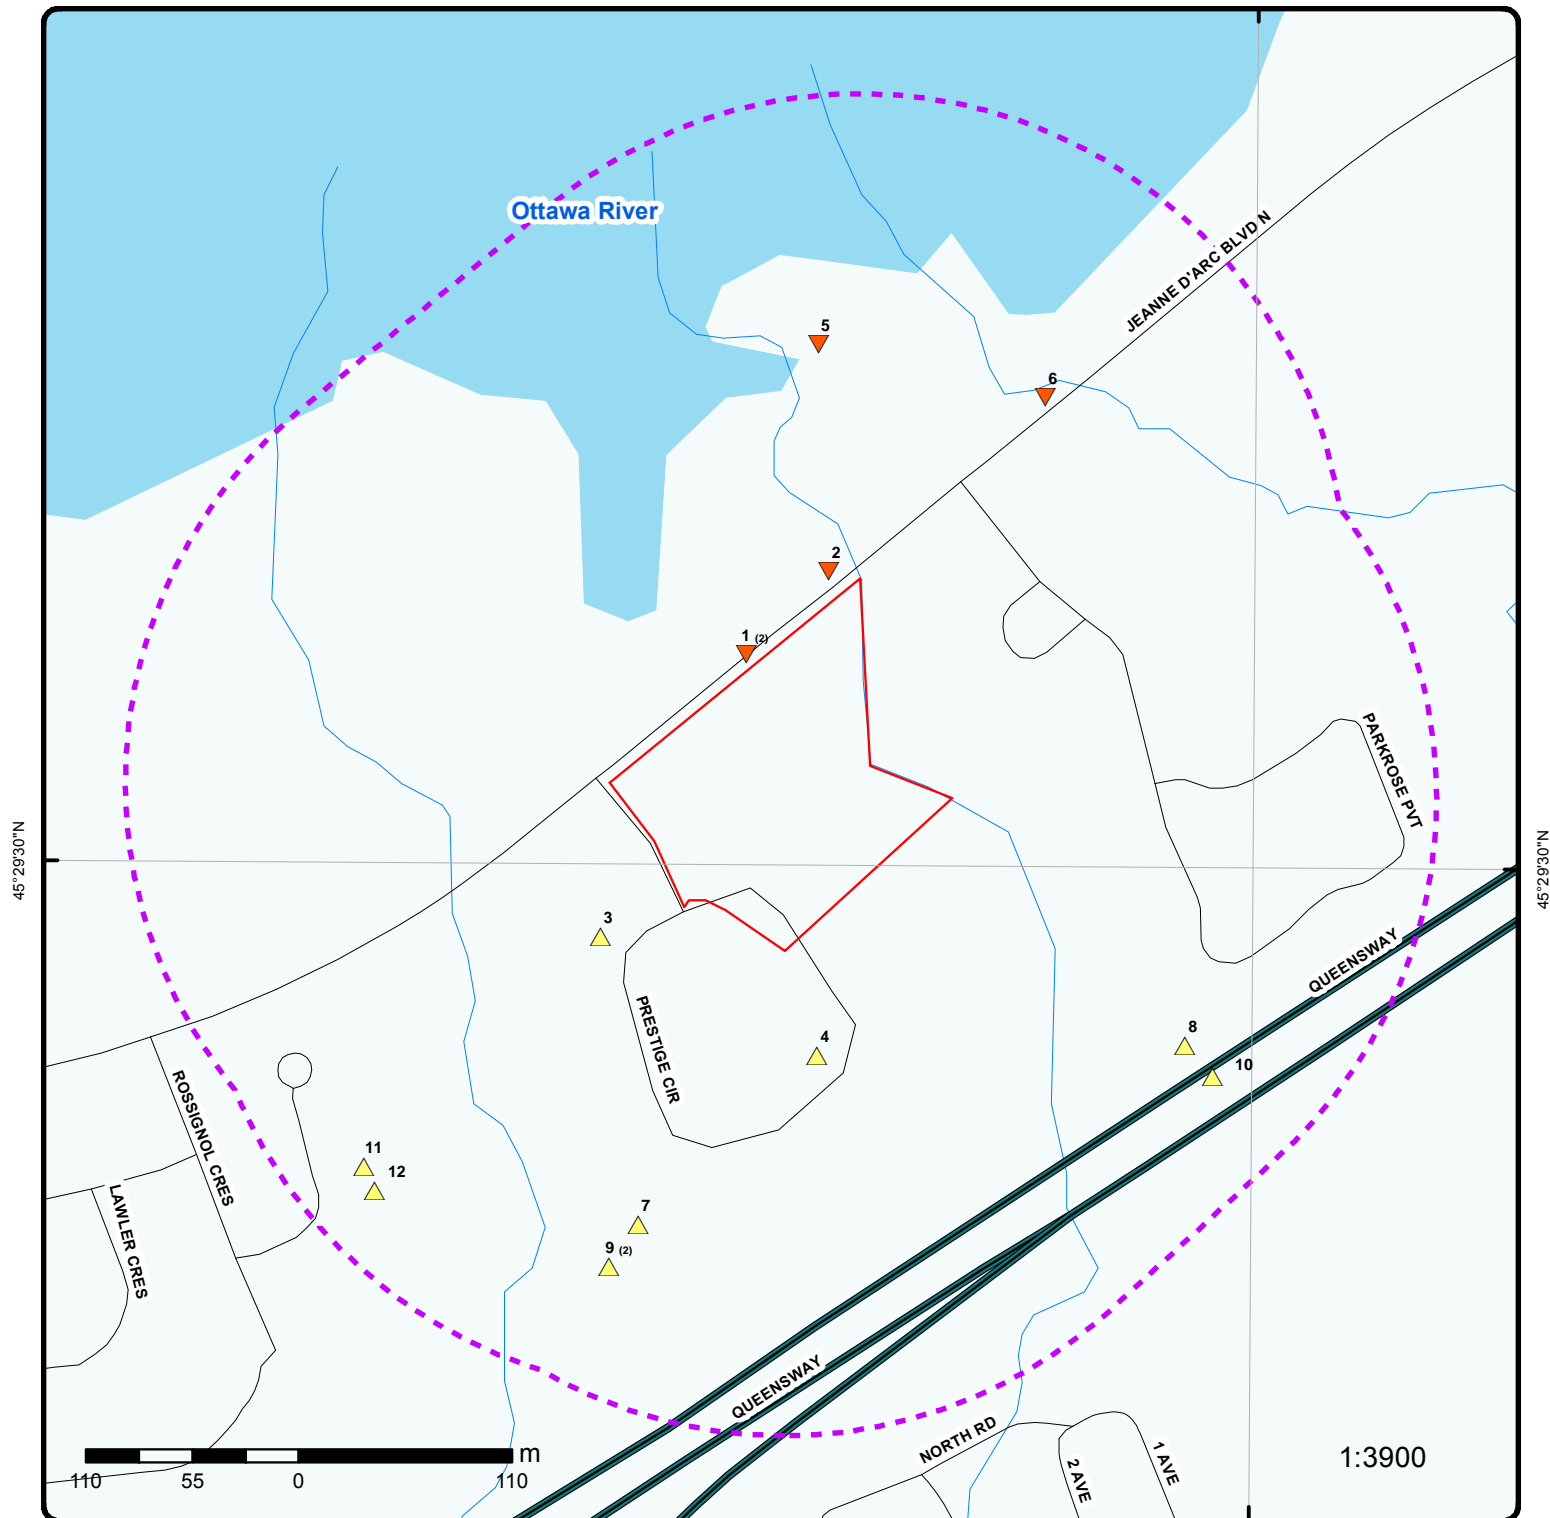 Ottawa River
JEANNE D'ARC BLVD N
5
6
2
1 (2)
PARKROSE PVT
45°29'30"N
45°29'30"N
3
QUEENSWAY
PRESTIGE CIR
4
8
10
ROSSIGNOL CRES
11
12
LAWLER CRES
7
9 (2)
QUEENSWAY
NORTH RD
2 AVE
1 AVE
1:3900
m
110 55 0 110